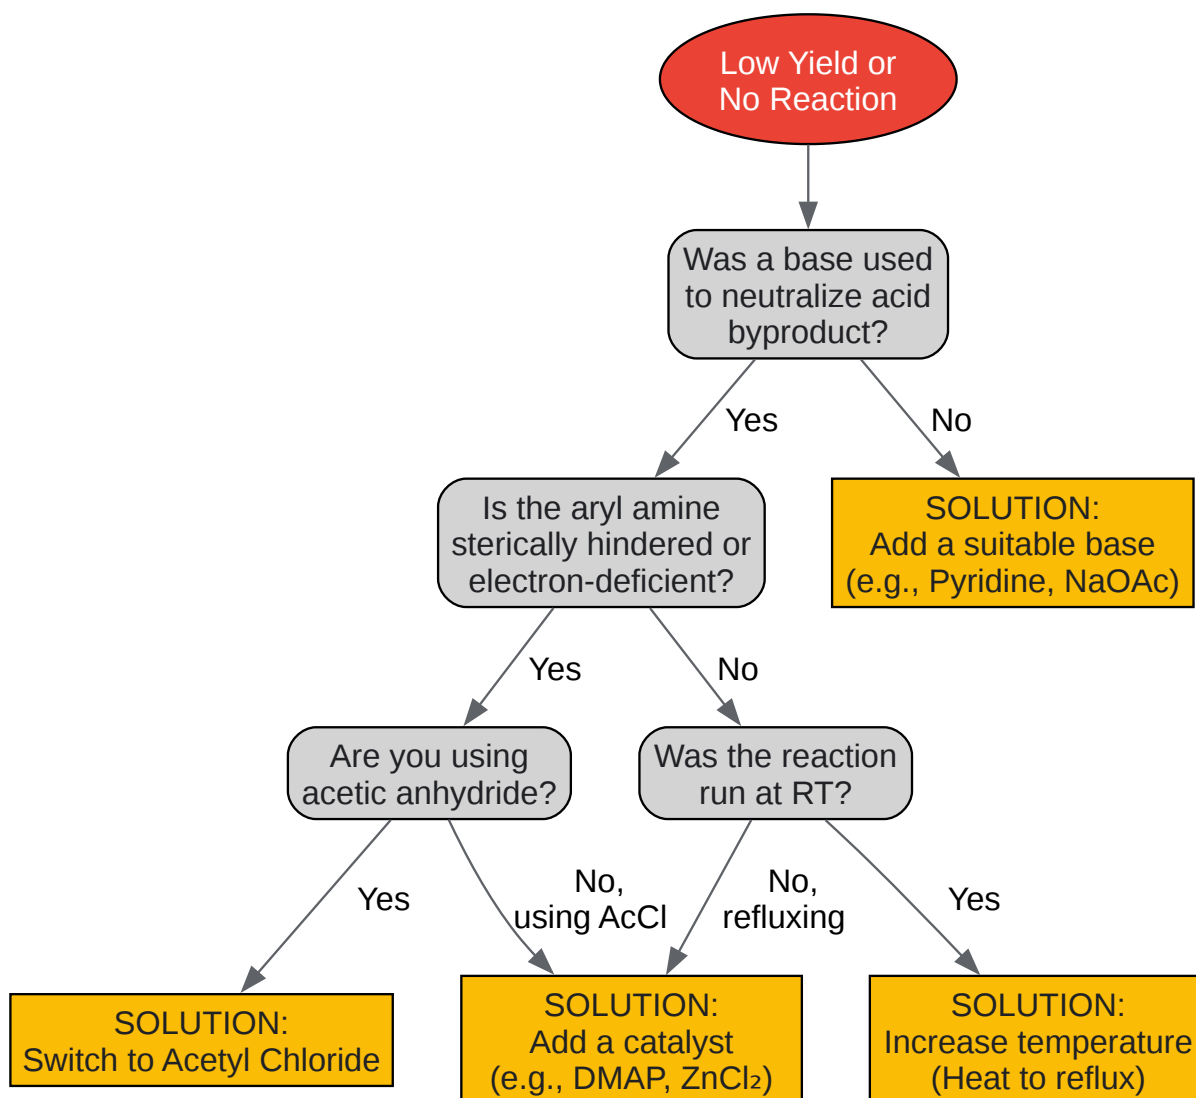 Low Yield or
No Reaction
Was a base used
to neutralize acid
byproduct?
Yes
No
Is the aryl amine
sterically hindered or
electron-deficient?
SOLUTION:
Add a suitable base
(e.g., Pyridine, NaOAc)
Yes
No
Are you using
acetic anhydride?
Was the reaction
run at RT?
Yes
No,
using AcCl
No,
refluxing
Yes
SOLUTION:
Switch to Acetyl Chloride
SOLUTION:
Add a catalyst
(e.g., DMAP, ZnCl₂)
SOLUTION:
Increase temperature
(Heat to reflux)